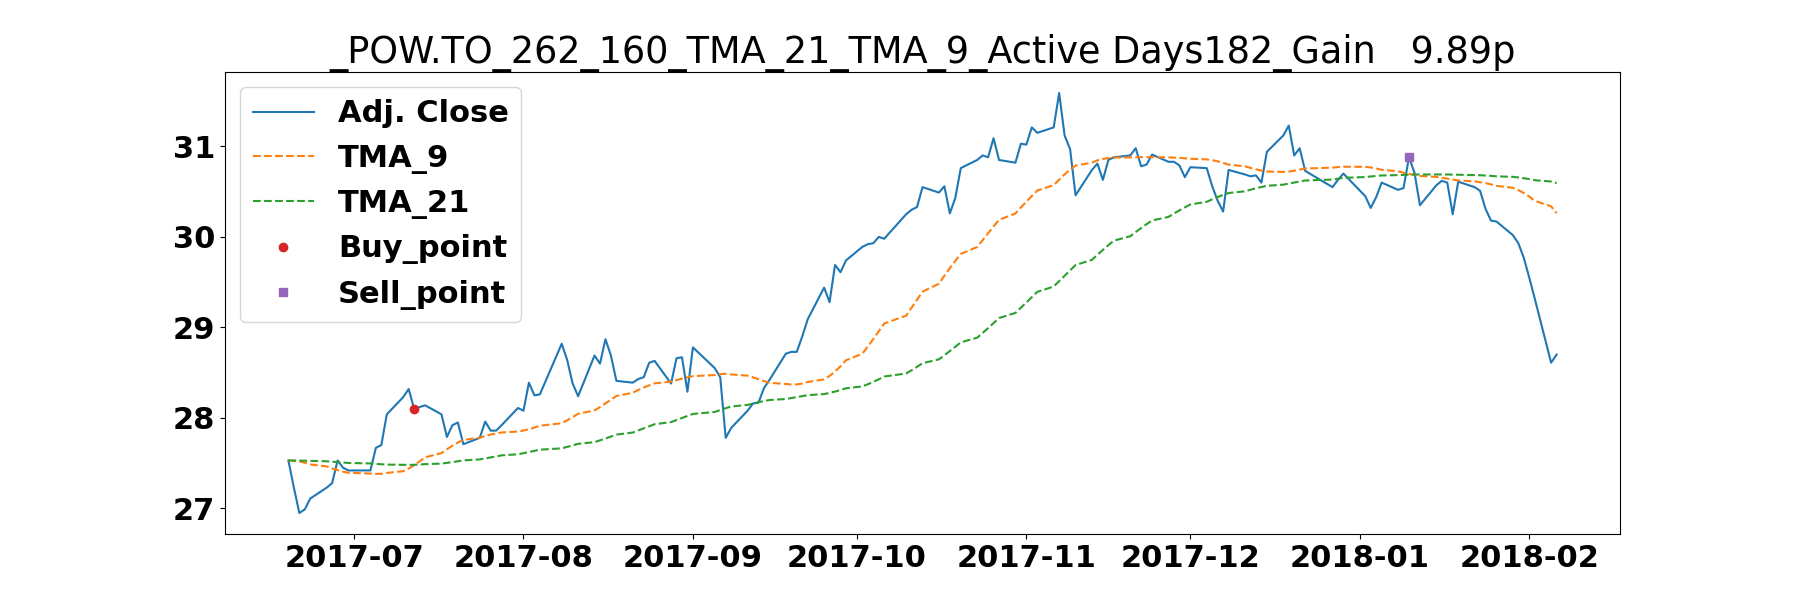 _POW.TO_262_160_TMA_21_TMA_9_Active Days182_Gain   9.89p
Adj. Close
TMA_9
TMA_21
Buy_point
Sell_point
31
30
29
28
27
2017-07 2017-08 2017-09 2017-10 2017-11 2017-12 2018-01 2018-02